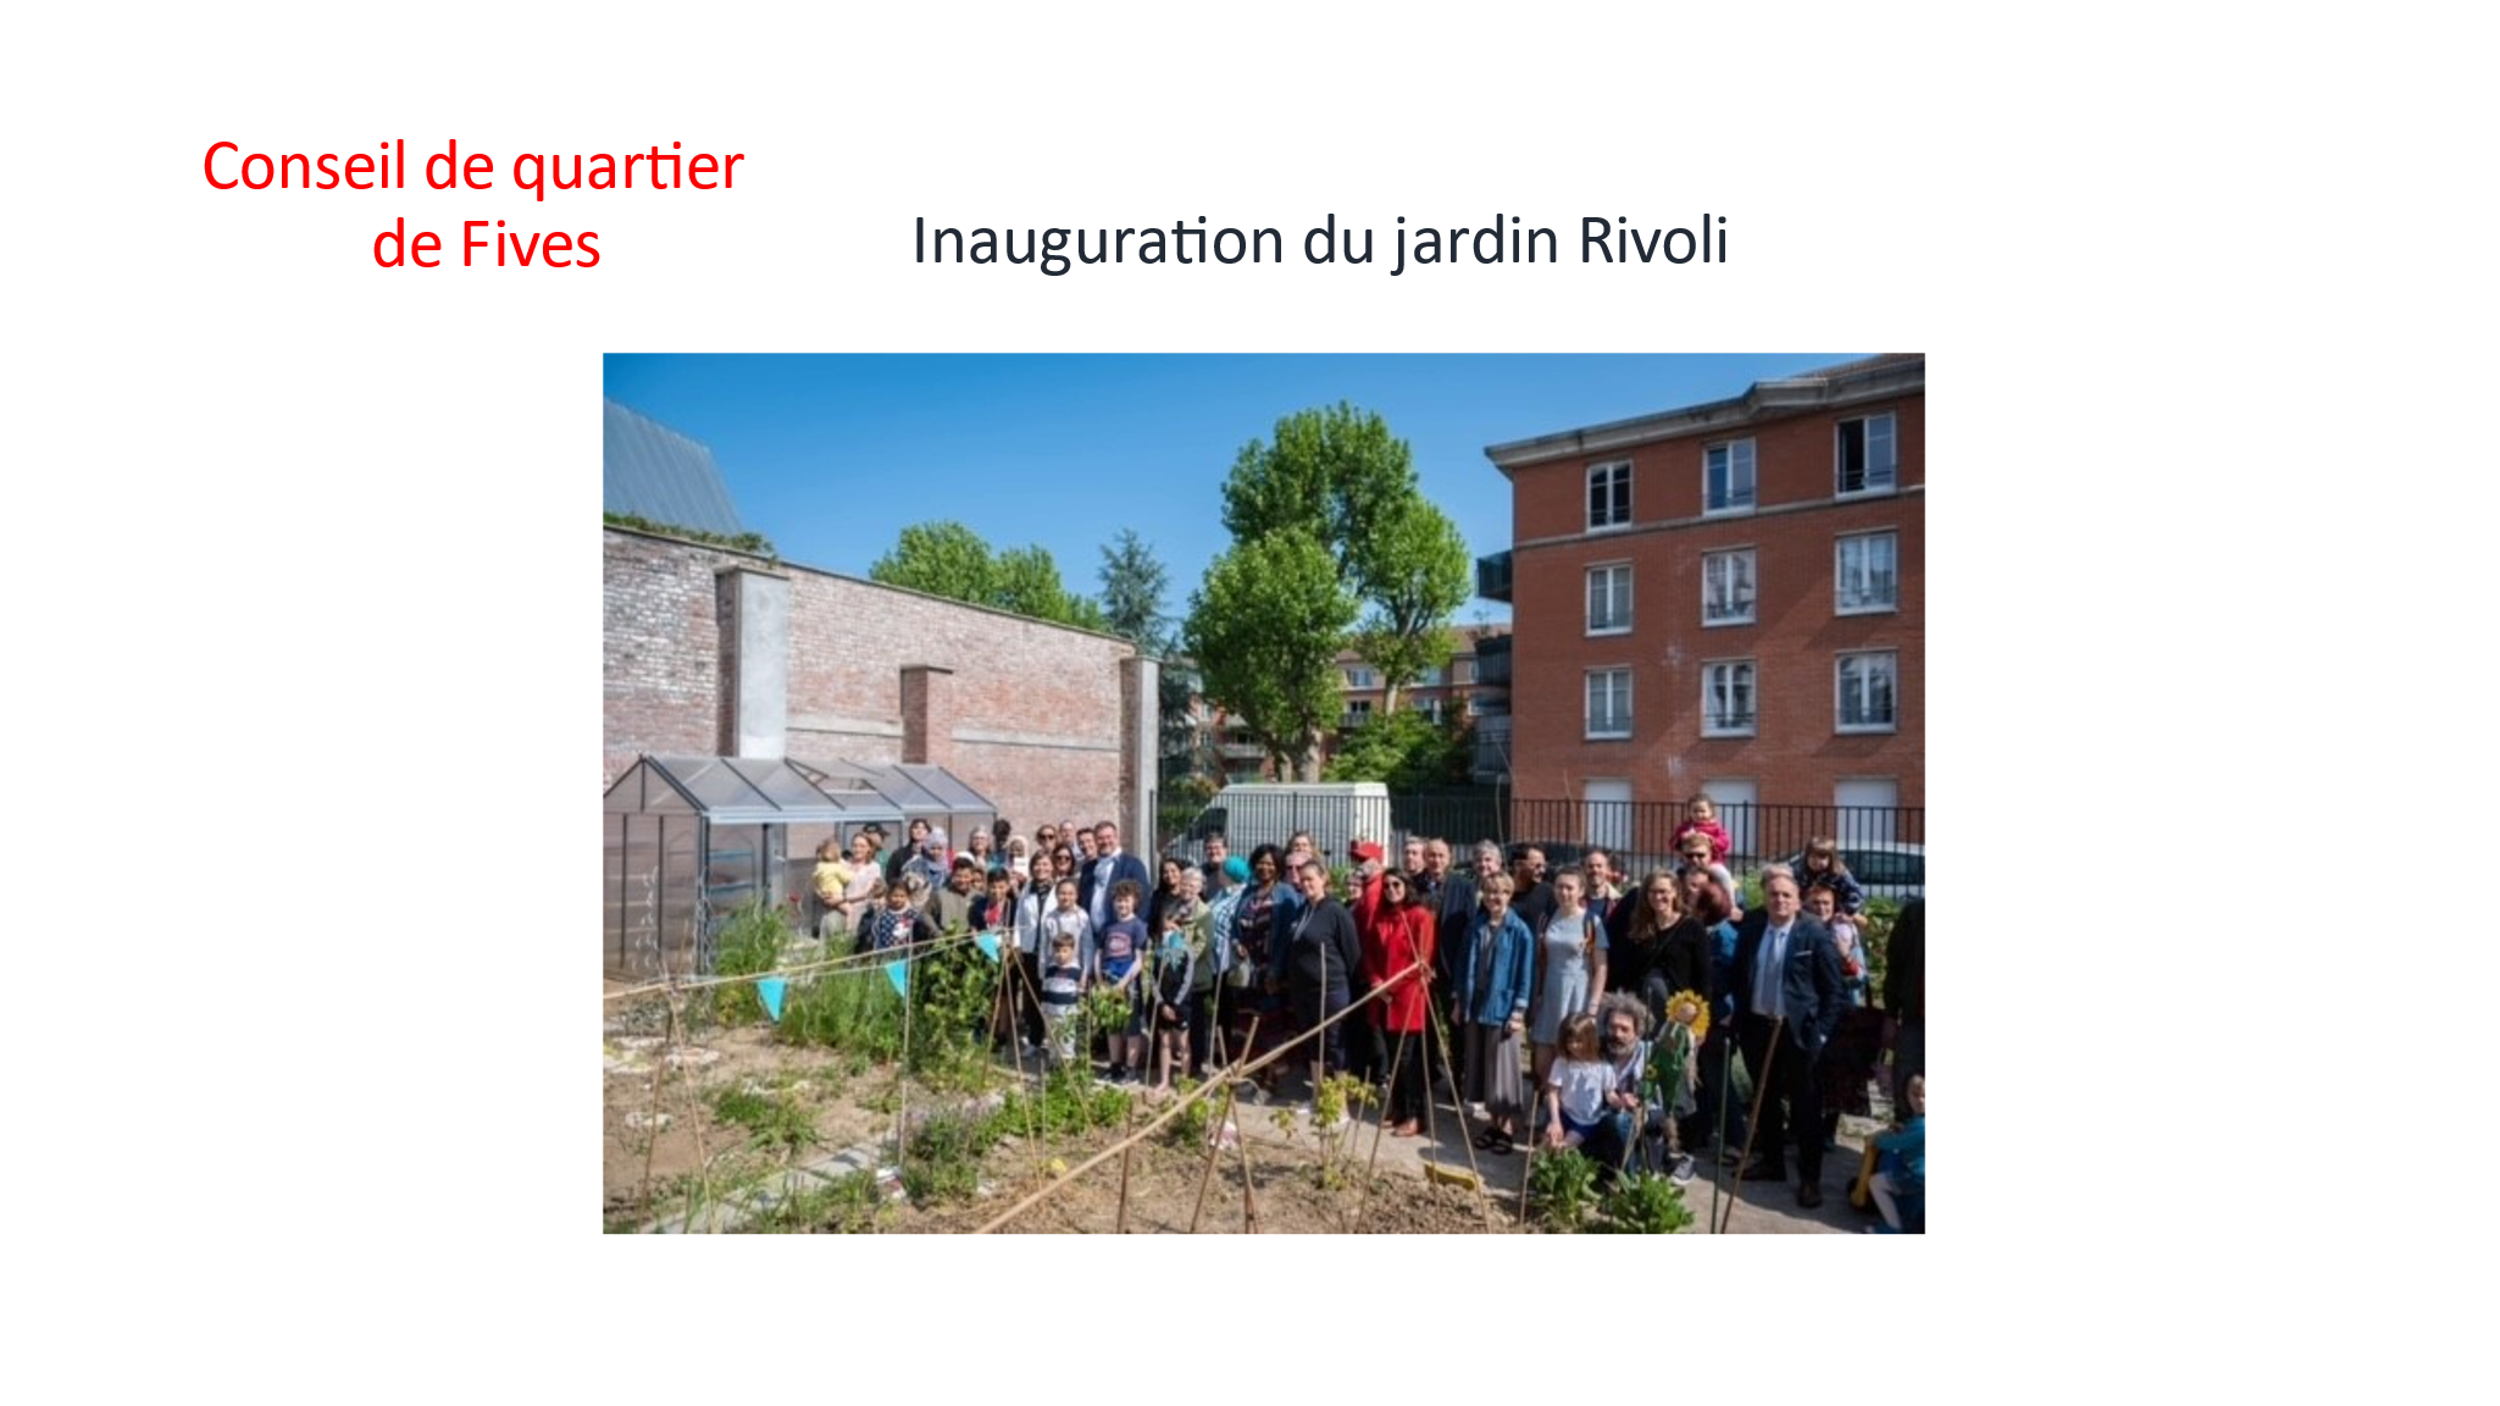 Conseil de quartier
de Fives
Inauguration du jardin Rivoli